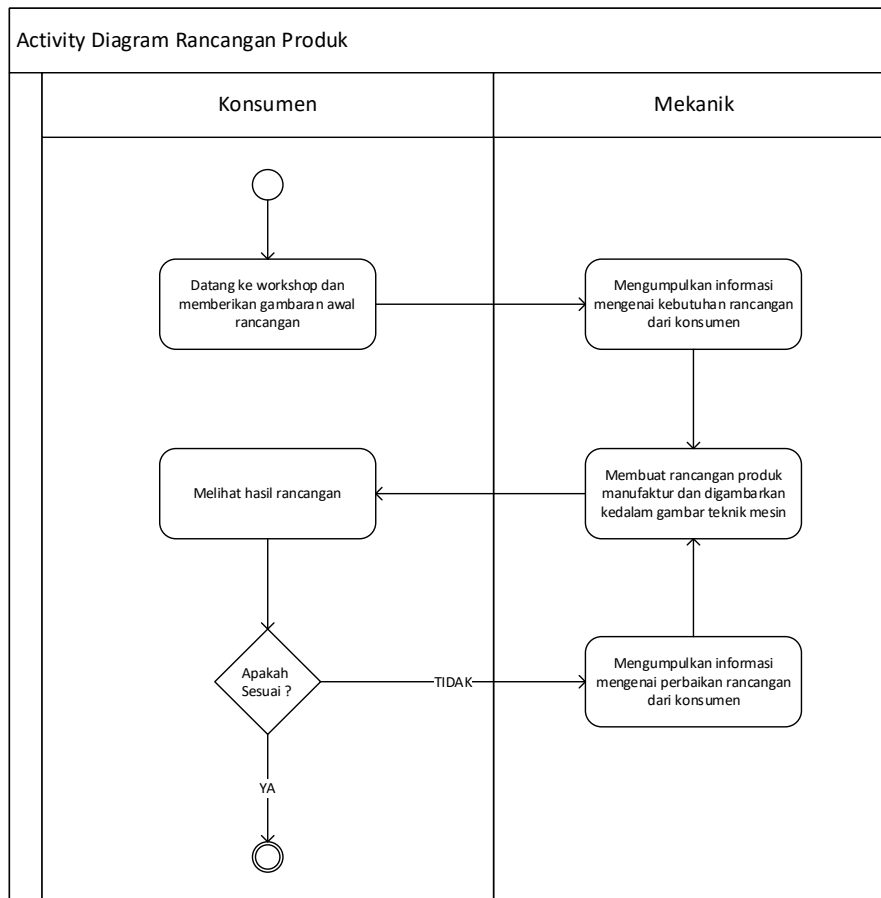 Activity Diagram Rancangan Produk
Konsumen
Mekanik
Datang ke workshop dan
memberikan gambaran awal
rancangan
Mengumpulkan informasi
mengenai kebutuhan rancangan
dari konsumen
Melihat hasil rancangan
Membuat rancangan produk
manufaktur dan digambarkan
kedalam gambar teknik mesin
Apakah
Sesuai ?
TIDAK
Mengumpulkan informasi
mengenai perbaikan rancangan
dari konsumen
YA